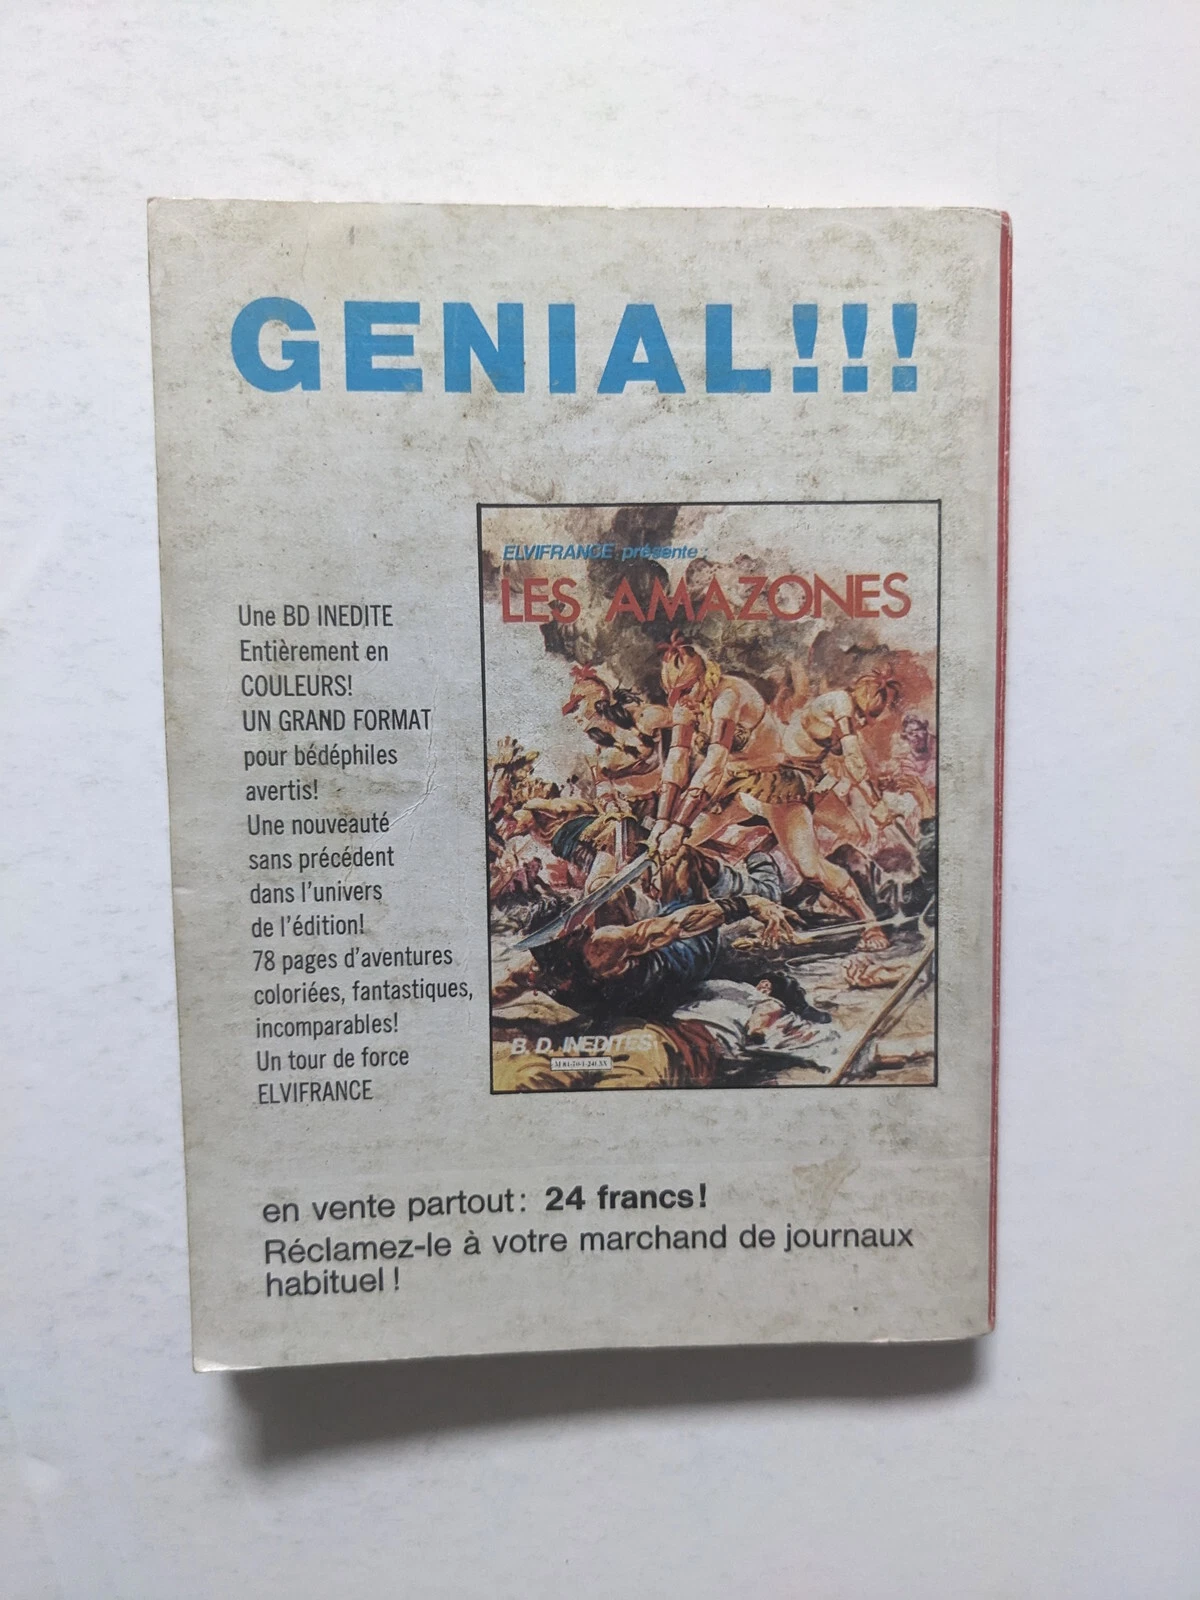 GENIAL!!!
Une BD INEDITE
Entièrement en
COULEURS!
UN GRAND FORMAT
pour bédéphiles
avertis!
Une nouveauté
sans précédent
dans l'univers
de l'édition!
78 pages d'aventures
coloriées, fantastiques,
incomparables!
Un tour de force
ELVIFRANCE
ELVIFRANCE présente :
LES AMAZONES
B. D. INEDITES
en vente partout: 24 francs!
Réclamez-le à votre marchand de journaux
habituel !